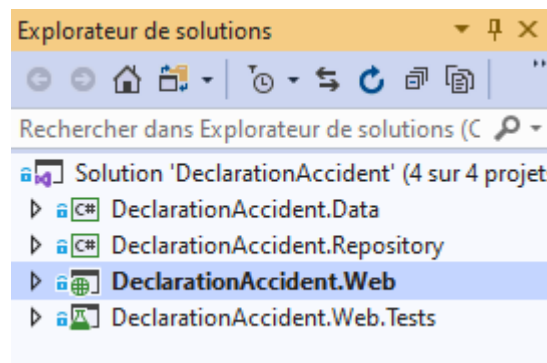 Explorateur de solutions
Rechercher dans Explorateur de solutions (C
Solution 'DeclarationAccident' (4 sur 4 projet
C# DeclarationAccident.Data
C# DeclarationAccident.Repository
DeclarationAccident.Web
DeclarationAccident.Web.Tests